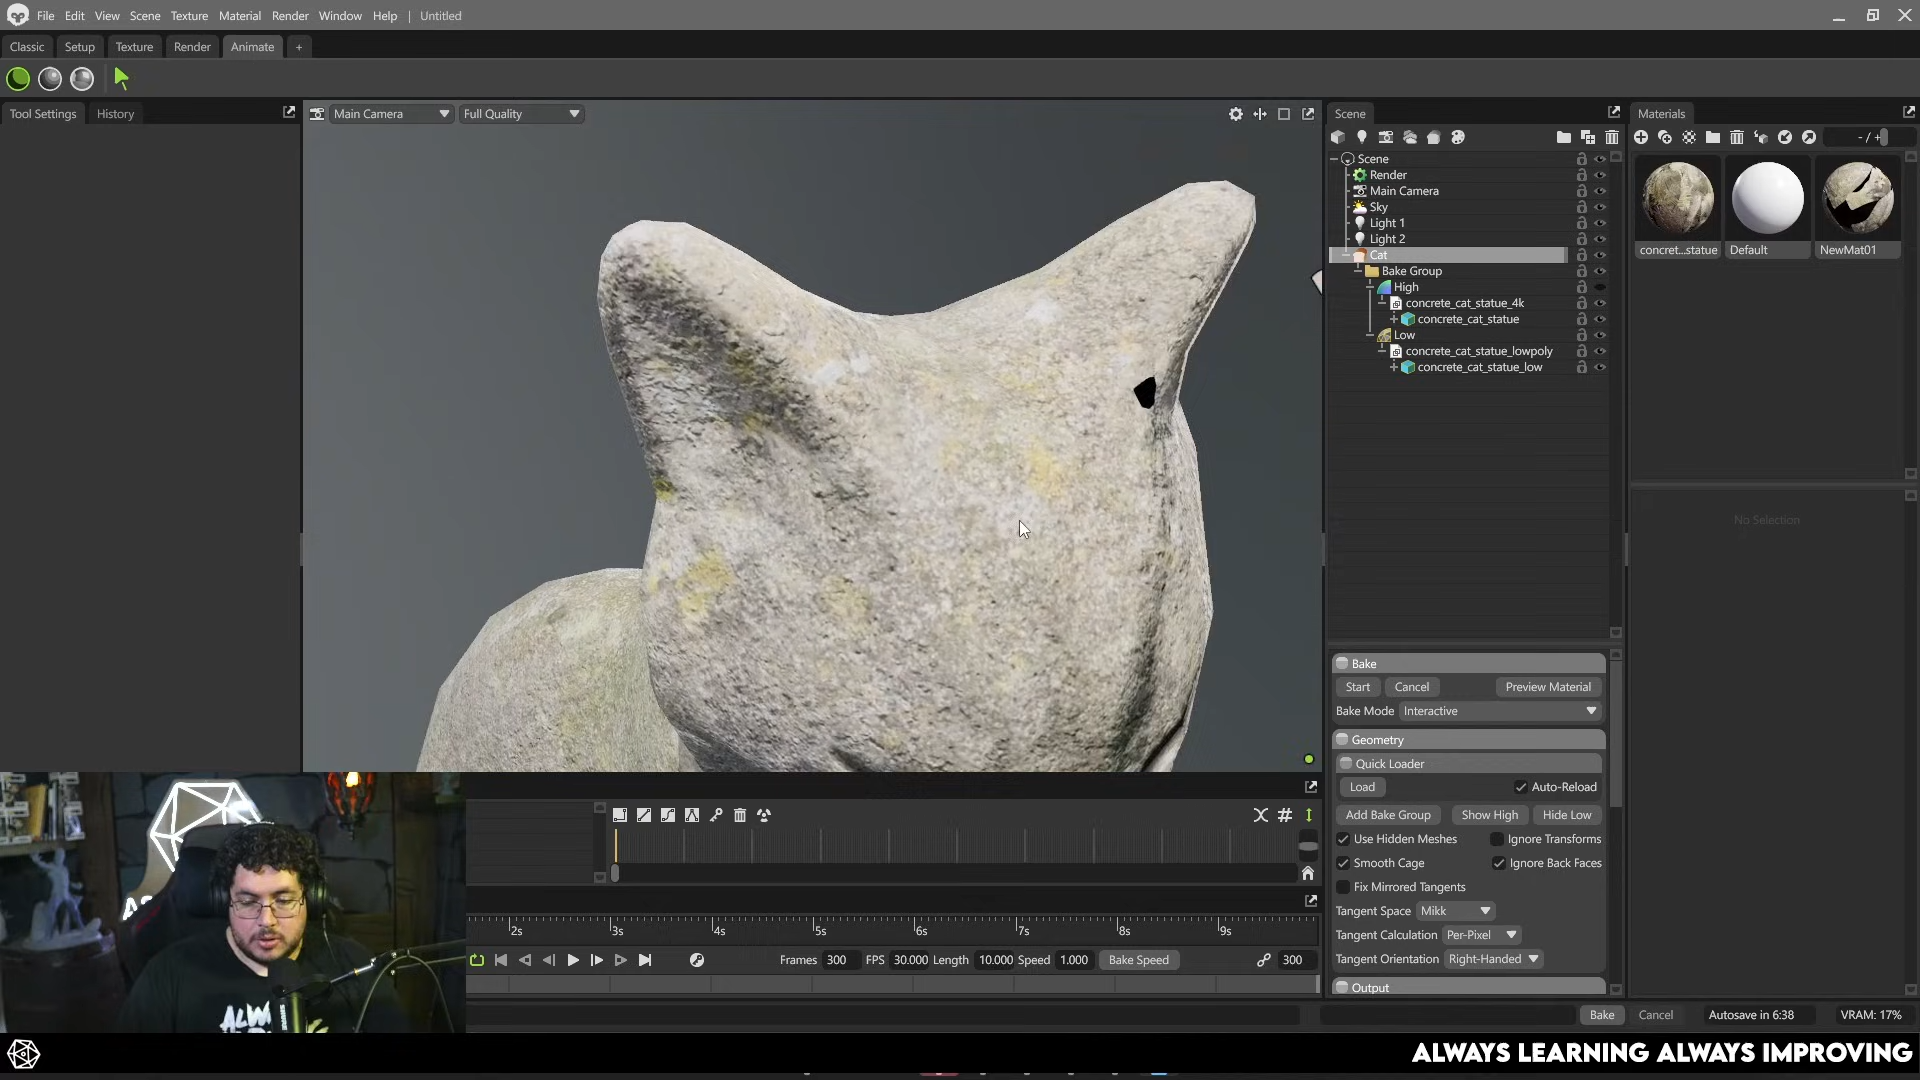 File Edit View Scene Texture Material Render Window Help | Untitled
Classic Setup Texture Render Animate +
Tool Settings History
Main Camera Full Quality
Scene
Materials
- / +
Scene
Render
Main Camera
Sky
Light 1
Light 2
Cat
Bake Group
High
concrete_cat_statue_4k
concrete_cat_statue
Low
concrete_cat_statue_lowpoly
concrete_cat_statue_low
concret...statue Default NewMat01
No Selection
Bake
Start Cancel Preview Material
Bake Mode Interactive
Geometry
Quick Loader
Load Auto-Reload
Add Bake Group Show High Hide Low
Use Hidden Meshes Ignore Transforms
Smooth Cage Ignore Back Faces
Fix Mirrored Tangents
Tangent Space Mikk
Tangent Calculation Per-Pixel
Tangent Orientation Right-Handed
Output
2s 3s 4s 5s 6s 7s 8s 9s
Frames 300 FPS 30.000 Length 10.000 Speed 1.000 Bake Speed 300
Bake Cancel Autosave in 6:38 VRAM: 17%
ALWAYS LEARNING ALWAYS IMPROVING